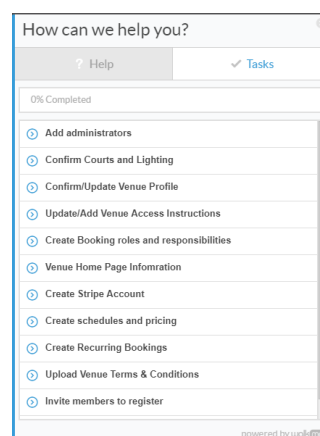 How can we help you?
? Help
Tasks
0% Completed
Add administrators
Confirm Courts and Lighting
Confirm/Update Venue Profile
Update/Add Venue Access Instructions
Create Booking roles and responsibilities
Venue Home Page Infomration
Create Stripe Account
Create schedules and pricing
Create Recurring Bookings
Upload Venue Terms & Conditions
Invite members to register
powered by